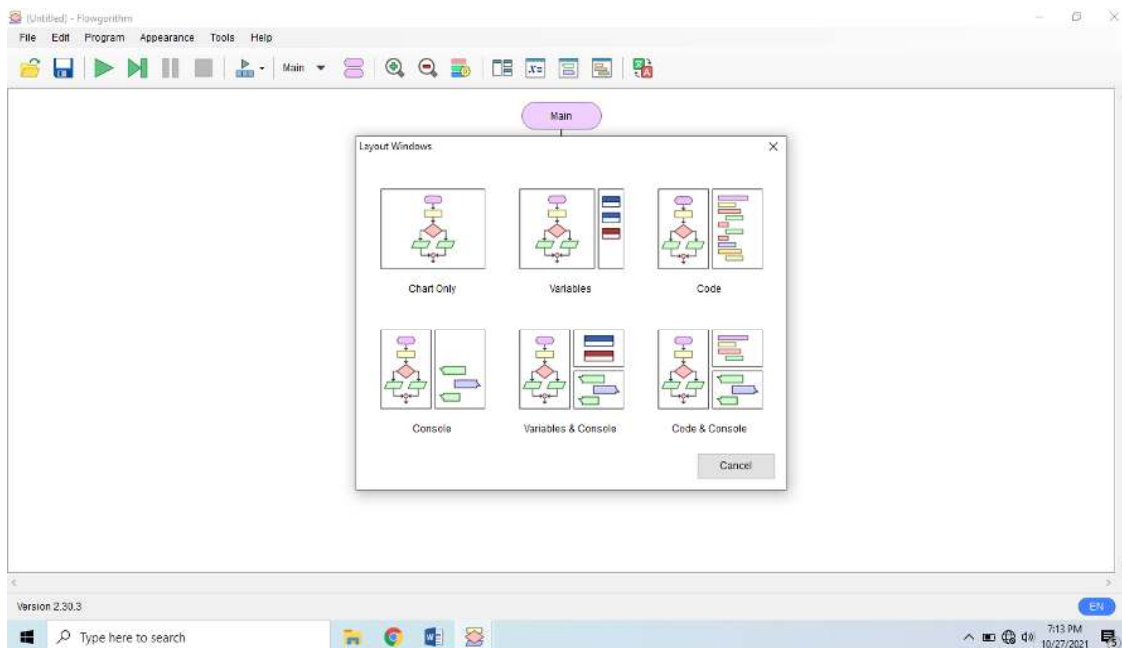 (Untitled) - Flowgorithm
File Edit Program Appearance Tools Help
Main
x=
A
Main
Layout Windows
Chart Only Variables Code
Console Variables & Console Code & Console
Cancel
Version 2.30.3
EN
Type here to search
W
7:13 PM
10/27/2021
5